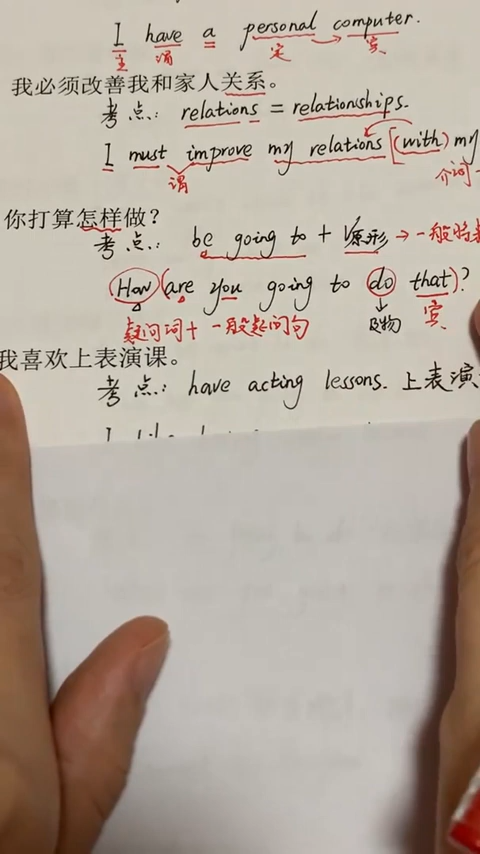 I have a personal computer.
主 谓 定 宾
我必须改善我和家人关系。
考点: relations = relationships.
I must improve my relations (with) my
谓 介词
你打算怎样做?
考点: be going to + V原形 → 一般将
How (are you going to do that)?
疑问词 + 一般疑问句 及物 宾
我喜欢上表演课。
考点: have acting lessons. 上表演